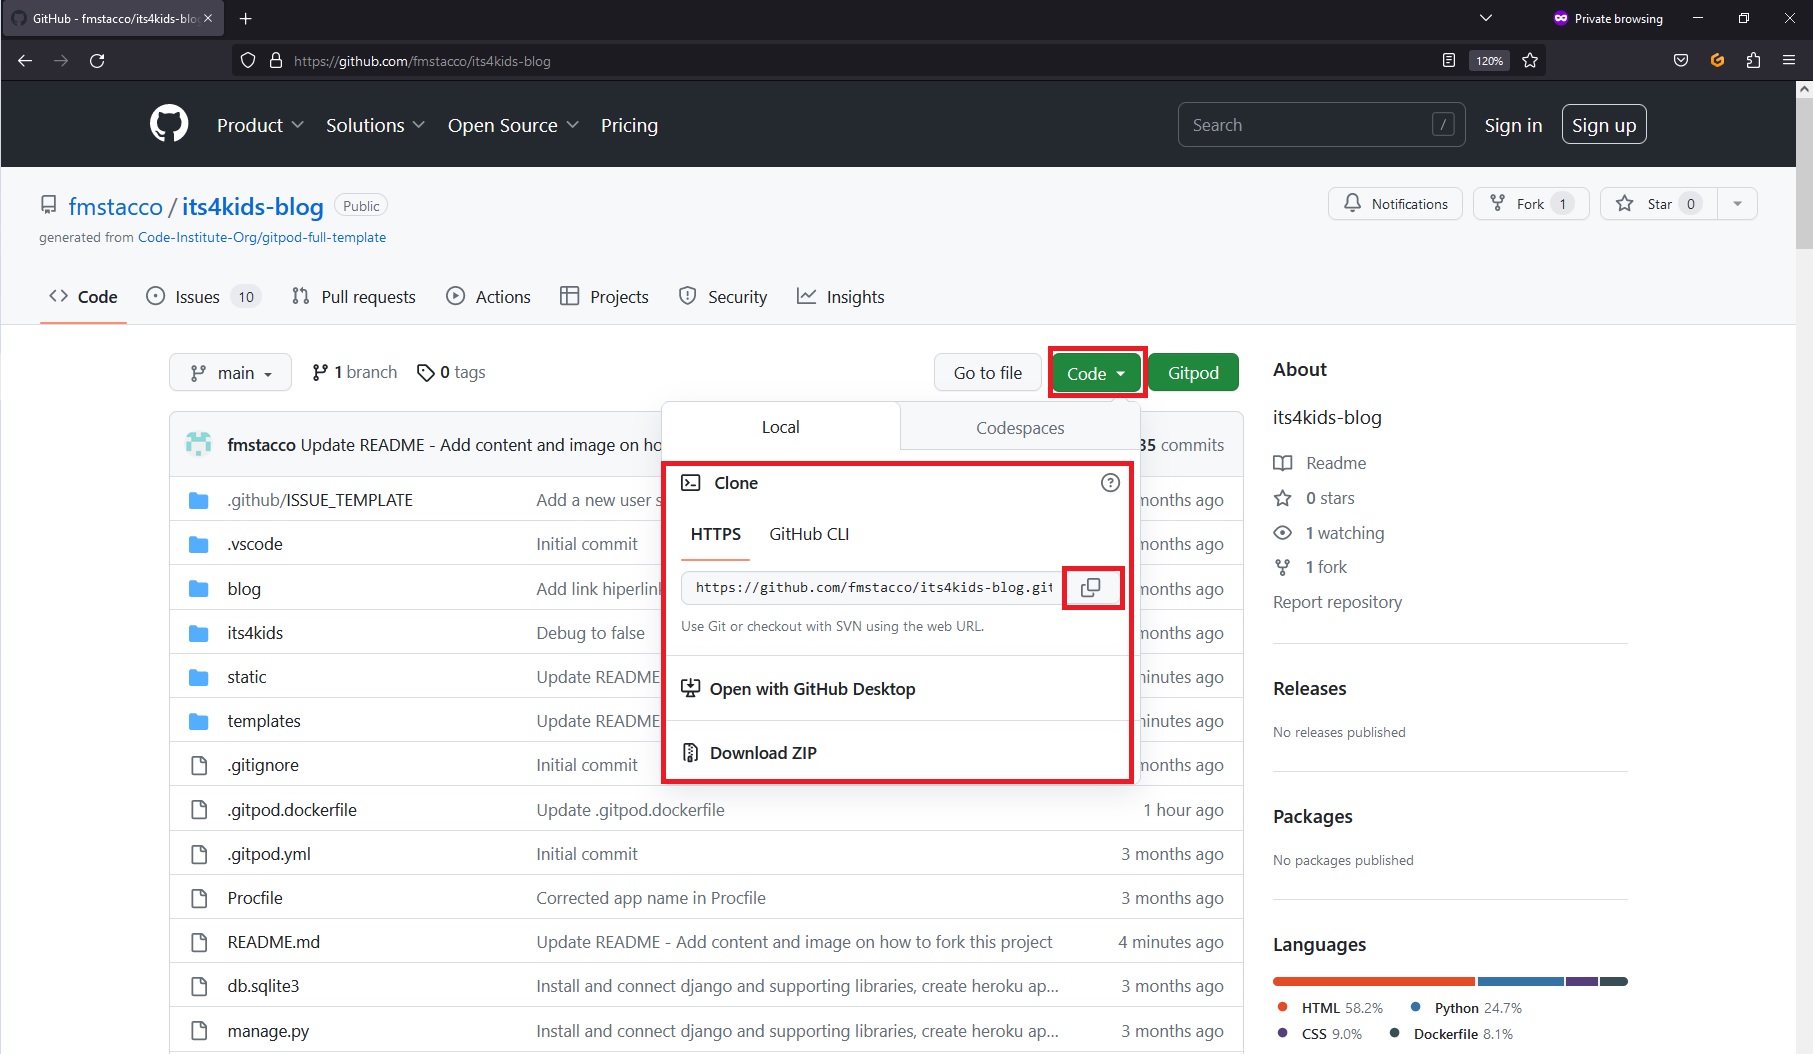 GitHub - fmstacco/its4kids-blo
Private browsing
https://github.com/fmstacco/its4kids-blog
120%
Product
Solutions
Open Source
Pricing
Search
/
Sign in
Sign up
fmstacco / its4kids-blog
Public
generated from Code-Institute-Org/gitpod-full-template
Notifications
Fork 1
Star 0
Code
Issues 10
Pull requests
Actions
Projects
Security
Insights
main
1 branch
0 tags
Go to file
Code
Gitpod
Local
Codespaces
fmstacco Update README - Add content and image on ho
35 commits
Clone
HTTPS
GitHub CLI
https://github.com/fmstacco/its4kids-blog.git
Use Git or checkout with SVN using the web URL.
Open with GitHub Desktop
Download ZIP
.github/ISSUE_TEMPLATE Add a new user s months ago
.vscode Initial commit months ago
blog Add link hiperlin months ago
its4kids Debug to false months ago
static Update README minutes ago
templates Update README minutes ago
.gitignore Initial commit months ago
.gitpod.dockerfile Update .gitpod.dockerfile 1 hour ago
.gitpod.yml Initial commit 3 months ago
Procfile Corrected app name in Procfile 3 months ago
README.md Update README - Add content and image on how to fork this project 4 minutes ago
db.sqlite3 Install and connect django and supporting libraries, create heroku ap... 3 months ago
manage.py Install and connect django and supporting libraries, create heroku ap... 3 months ago
About
its4kids-blog
Readme
0 stars
1 watching
1 fork
Report repository
Releases
No releases published
Packages
No packages published
Languages
HTML 58.2% Python 24.7%
CSS 9.0% Dockerfile 8.1%